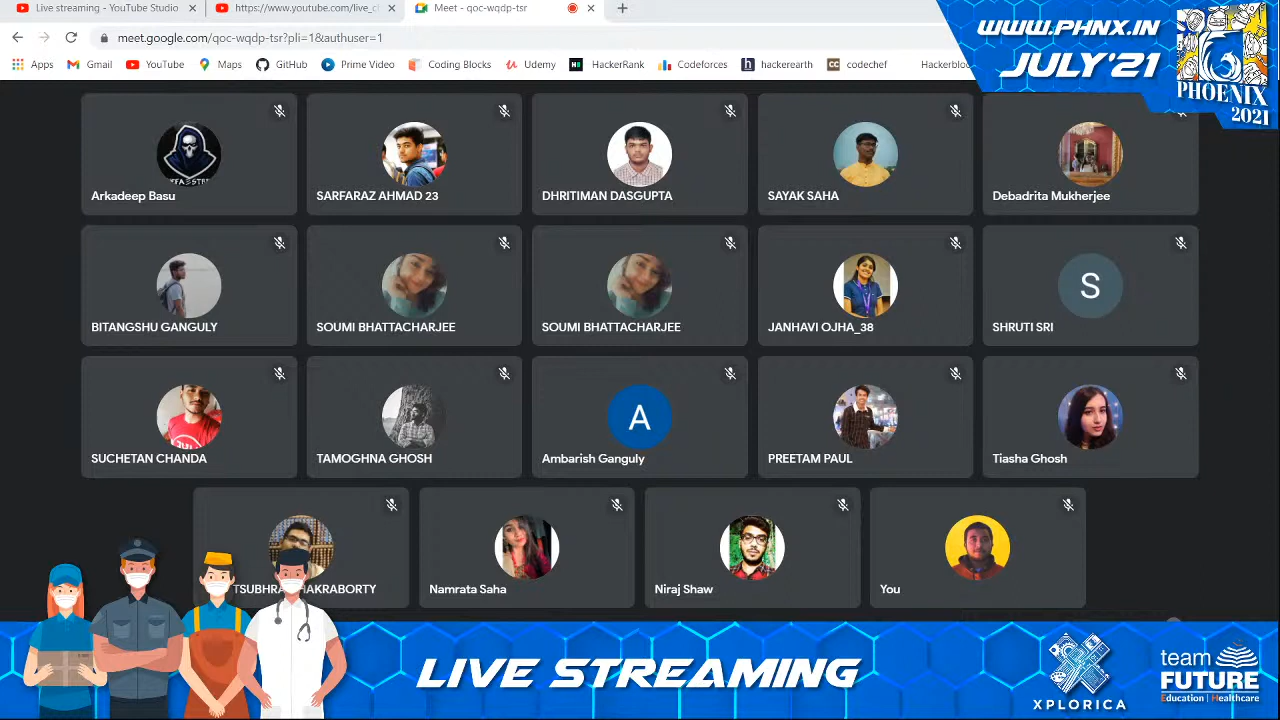 Live streaming - YouTube Studio
https://www.youtube.com/live_c
Meet - qoc-wqdp-tsr
meet.google.com/qoc-wqdp-tsr?pli=1&authuser=1
Apps Gmail YouTube Maps GitHub Prime Video Coding Blocks Udemy HackerRank Codeforces hackerearth codechef
WWW.PHNX.IN
JULY'21
PHOENIX
2021
Arkadeep Basu
SARFARAZ AHMAD 23
DHRITIMAN DASGUPTA
SAYAK SAHA
Debadrita Mukherjee
BITANGSHU GANGULY
SOUMI BHATTACHARJEE
SOUMI BHATTACHARJEE
JANHAVI OJHA_38
S
SHRUTI SRI
SUCHETAN CHANDA
TAMOGHNA GHOSH
A
Ambarish Ganguly
PREETAM PAUL
Tiasha Ghosh
Namrata Saha
Niraj Shaw
You
LIVE STREAMING
XPLORICA
team
FUTURE
Education | Healthcare